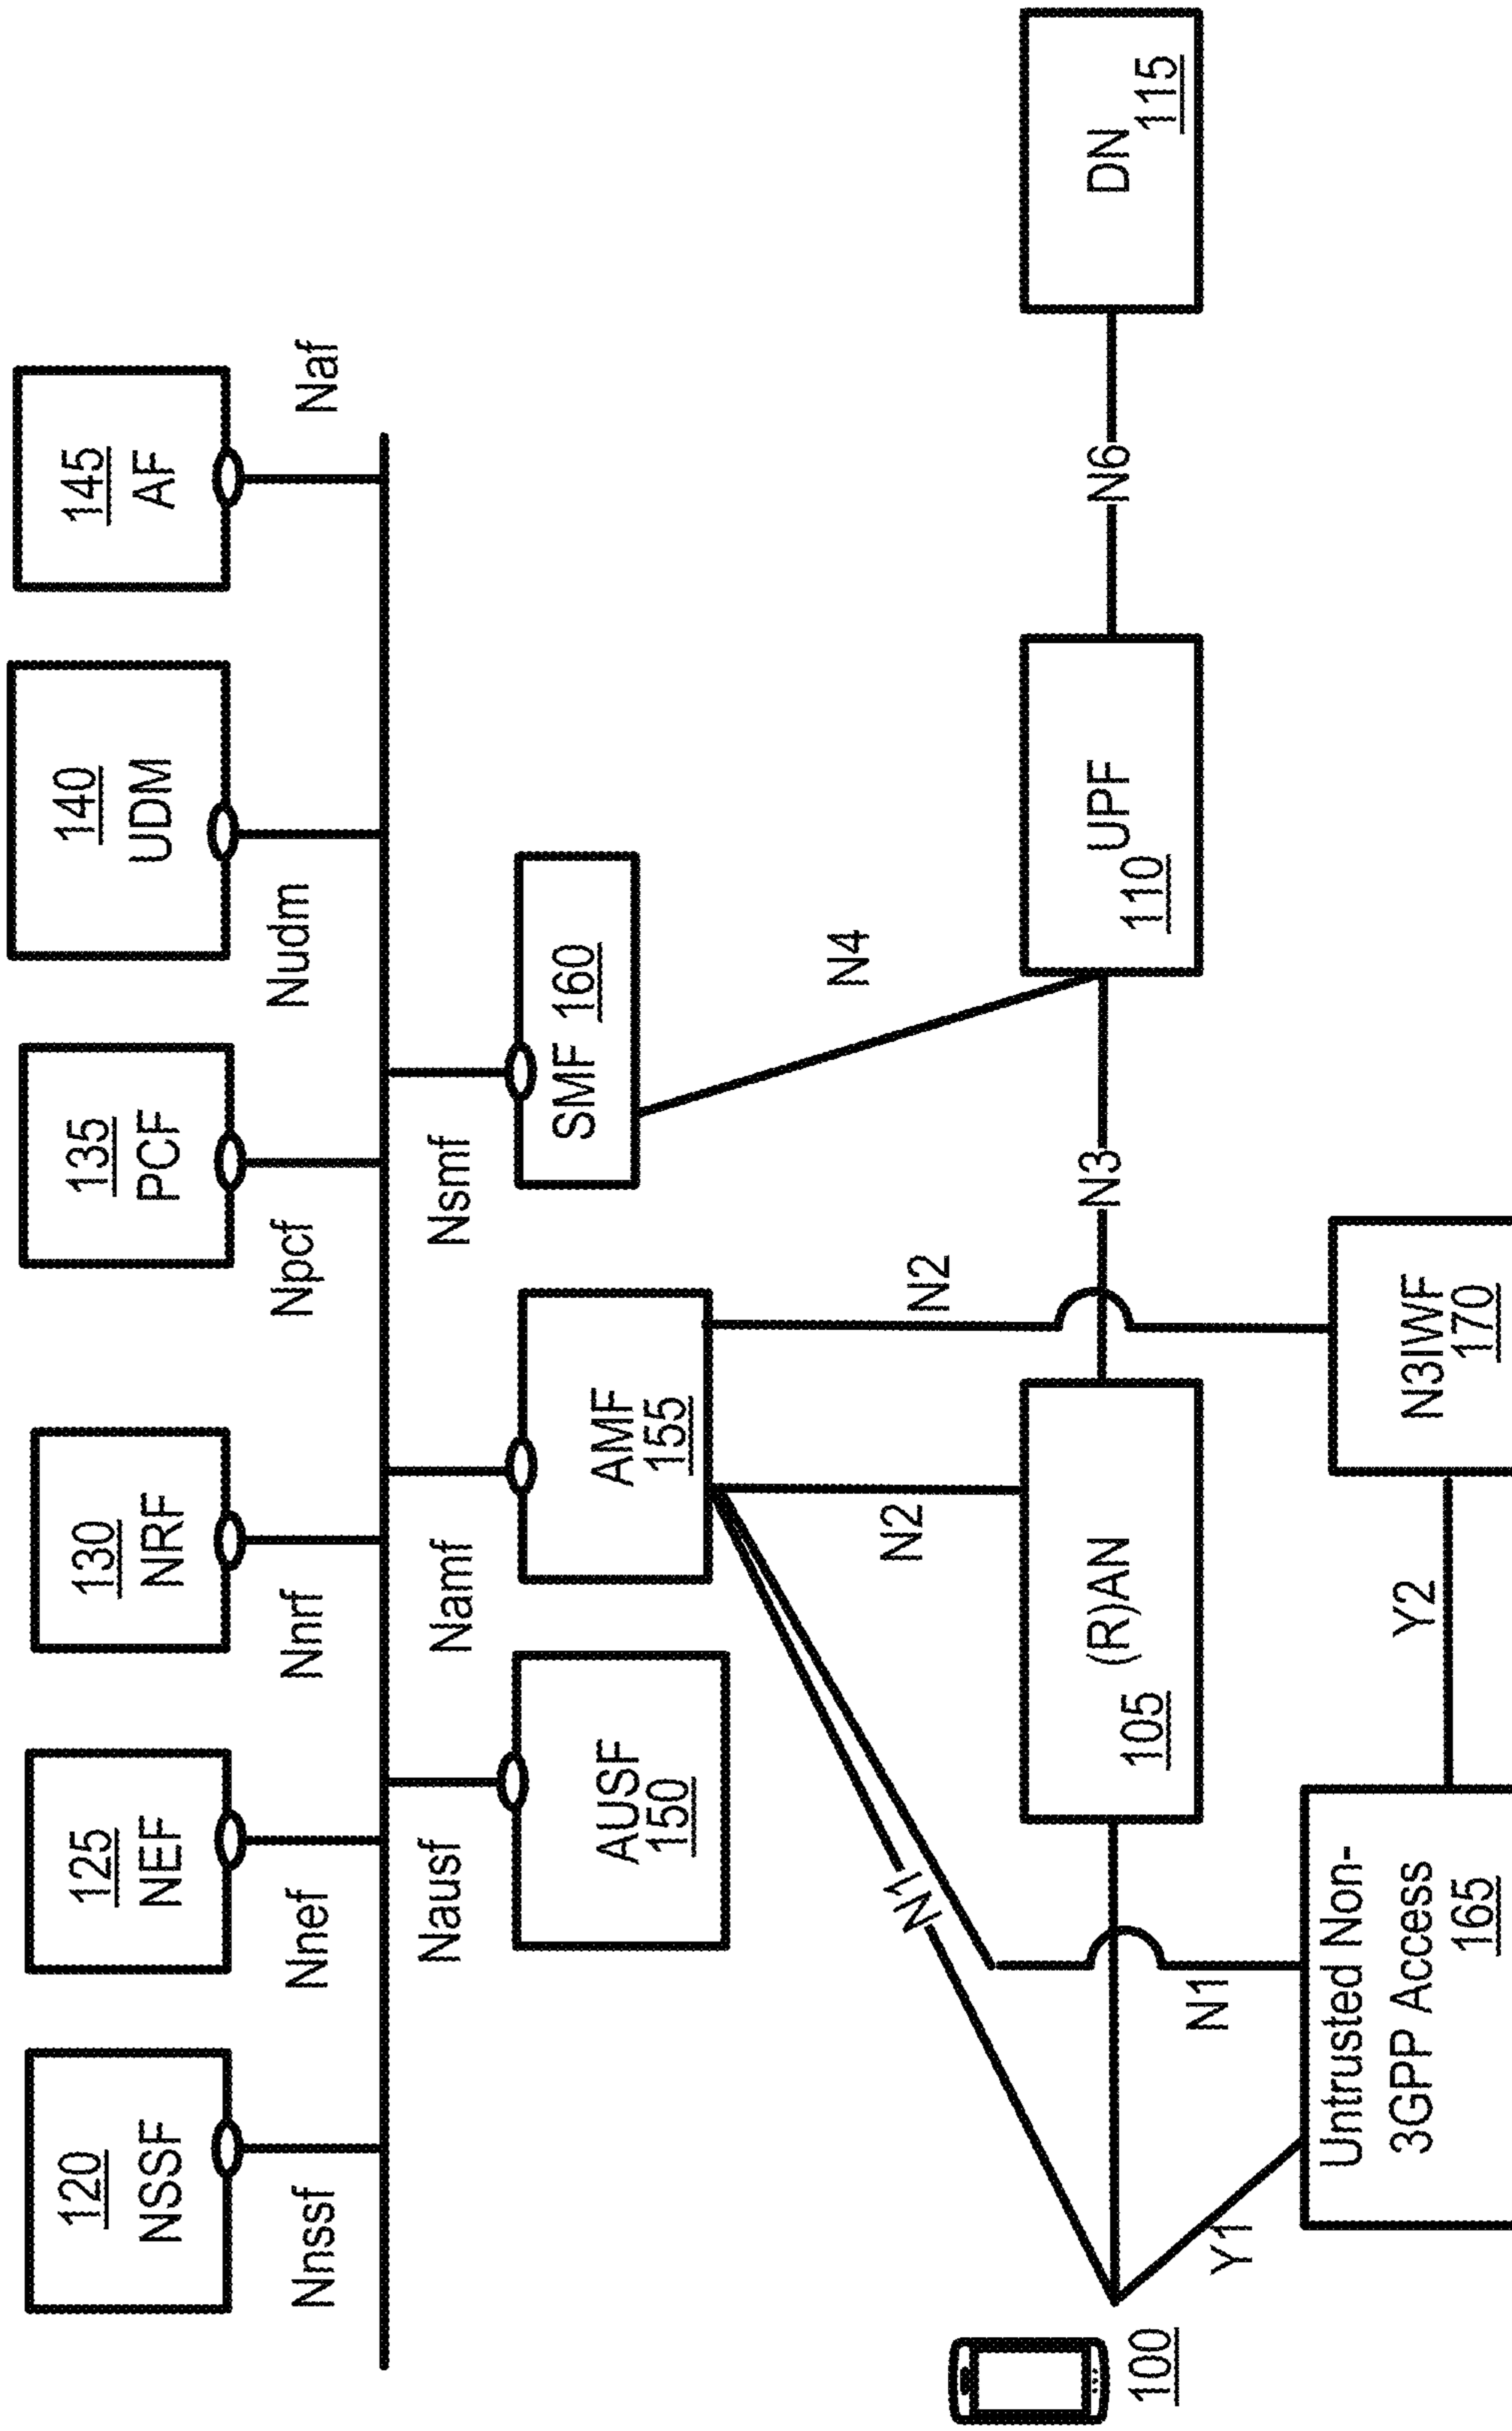 120
NSSF
125
NEF
130
NRF
135
PCF
140
UDM
145
AF
Nnssf
Nnef
Nnrf
Npcf
Nudm
Naf
Nausf
Namf
Nsmf
AUSF
150
AMF
155
SMF 160
N1
N2
N2
N4
100
105
(R)AN
N3
110
UPF
N6
DN
115
Y1
N1
Untrusted Non-
3GPP Access
165
Y2
N3IWF
170